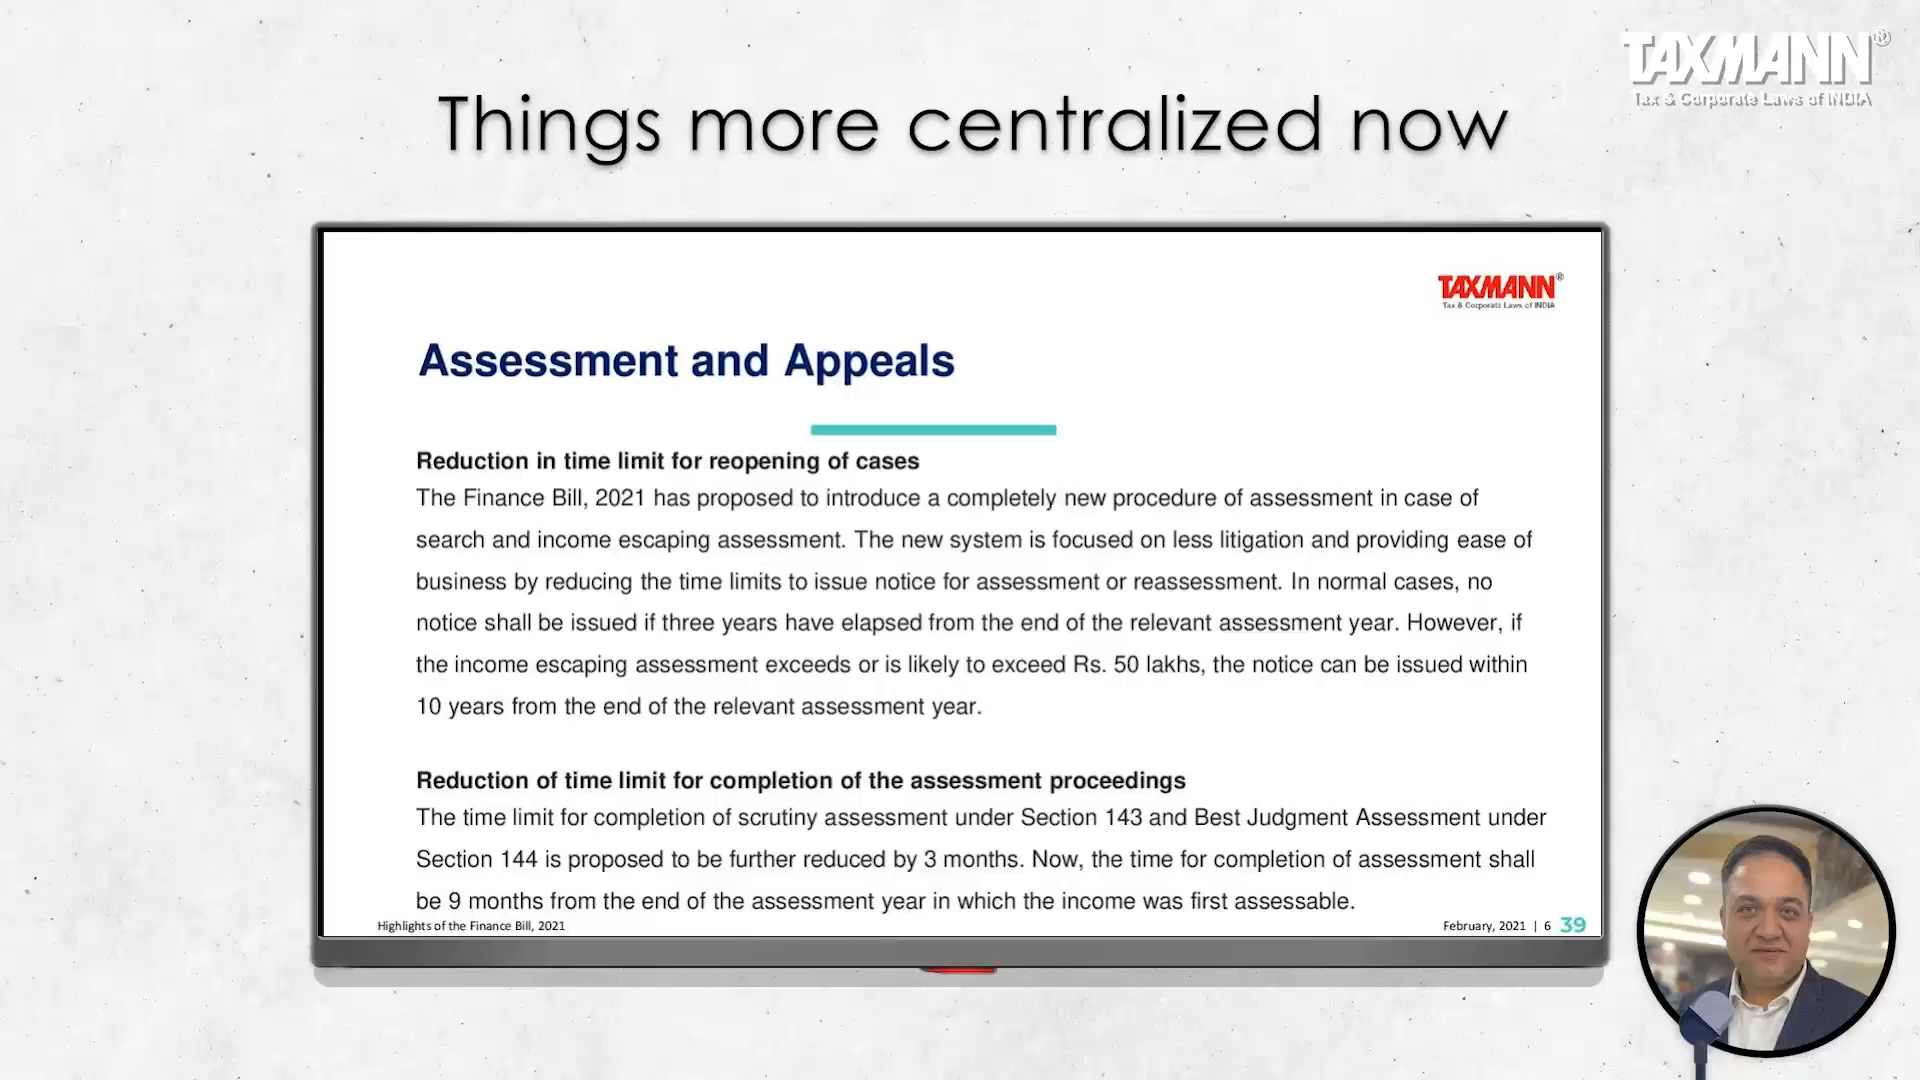 TAXMANN®
Tax & Corporate Laws of INDIA
Things more centralized now
TAXMANN®
Tax & Corporate Laws of INDIA
Assessment and Appeals
Reduction in time limit for reopening of cases
The Finance Bill, 2021 has proposed to introduce a completely new procedure of assessment in case of
search and income escaping assessment. The new system is focused on less litigation and providing ease of
business by reducing the time limits to issue notice for assessment or reassessment. In normal cases, no
notice shall be issued if three years have elapsed from the end of the relevant assessment year. However, if
the income escaping assessment exceeds or is likely to exceed Rs. 50 lakhs, the notice can be issued within
10 years from the end of the relevant assessment year.
Reduction of time limit for completion of the assessment proceedings
The time limit for completion of scrutiny assessment under Section 143 and Best Judgment Assessment under
Section 144 is proposed to be further reduced by 3 months. Now, the time for completion of assessment shall
be 9 months from the end of the assessment year in which the income was first assessable.
Highlights of the Finance Bill, 2021
February, 2021 | 6 39